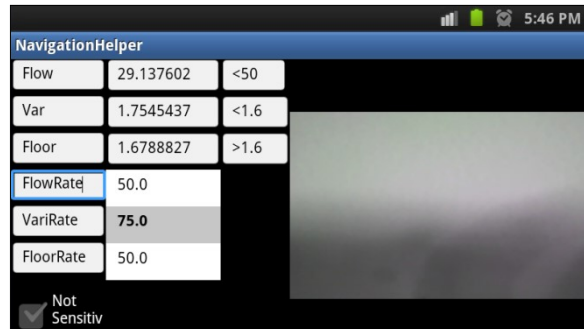 5:46 PM
NavigationHelper
Flow 29.137602 <50
Var 1.7545437 <1.6
Floor 1.6788827 >1.6
FlowRate 50.0
VariRate 75.0
FloorRate 50.0
Not
Sensitiv